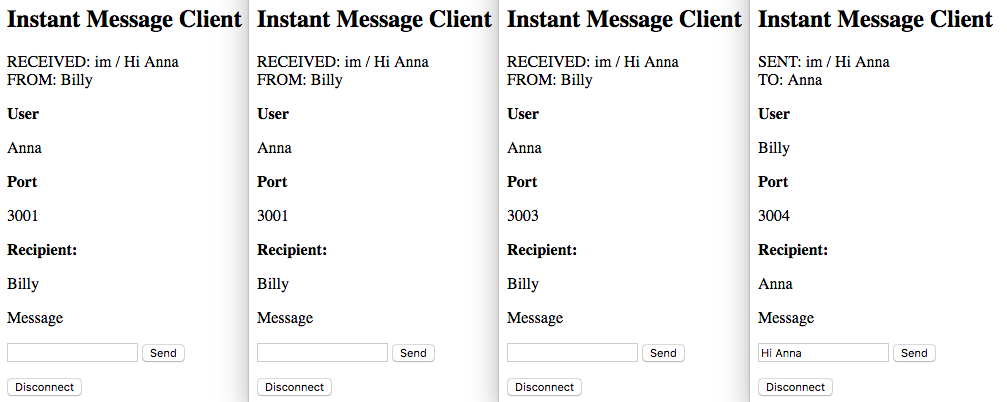 Instant Message Client
RECEIVED: im / Hi Anna
FROM: Billy
User
Anna
Port
3001
Recipient:
Billy
Message
Send
Disconnect
Instant Message Client
RECEIVED: im / Hi Anna
FROM: Billy
User
Anna
Port
3001
Recipient:
Billy
Message
Send
Disconnect
Instant Message Client
RECEIVED: im / Hi Anna
FROM: Billy
User
Anna
Port
3003
Recipient:
Billy
Message
Send
Disconnect
Instant Message Client
SENT: im / Hi Anna
TO: Anna
User
Billy
Port
3004
Recipient:
Anna
Message
Hi Anna Send
Disconnect